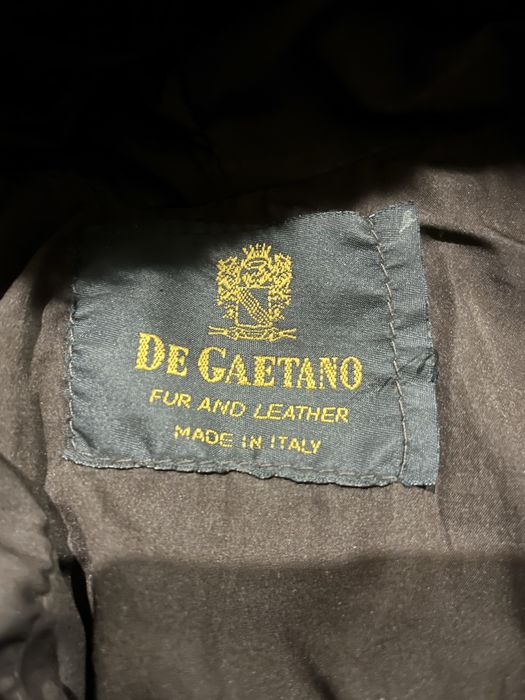 DE GAETANO
FUR AND LEATHER
MADE IN ITALY